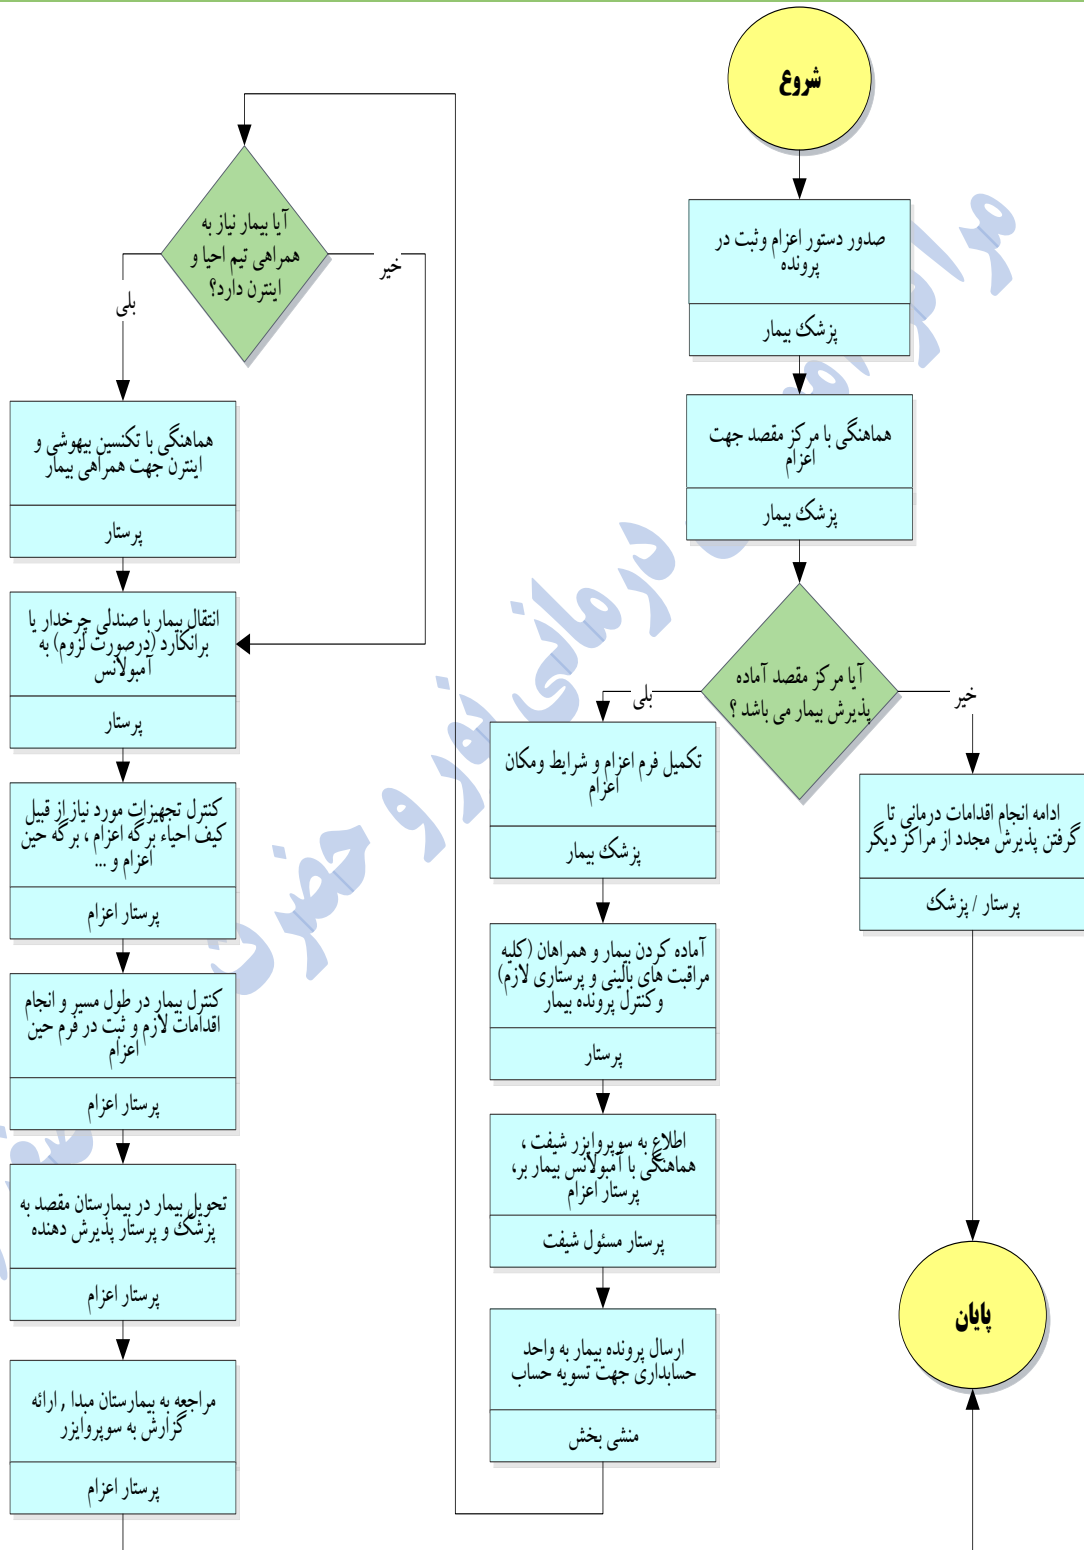 شروع
صدور دستور اعزام وثبت در
پرونده
پزشک بیمار
هماهنگی با مرکز مقصد جهت
اعزام
پزشک بیمار
آیا مرکز مقصد آماده
پذیرش بیمار می باشد ؟
خیر
بلی
ادامه انجام اقدامات درمانی تا
گرفتن پذیرش مجدد از مراکز دیگر
پرستار / پزشک
تکمیل فرم اعزام و شرایط ومکان
اعزام
پزشک بیمار
آماده کردن بیمار و همراهان (کلیه
مراقبت های بالینی و پرستاری لازم)
وکنترل پرونده بیمار
پرستار
اطلاع به سوپروایزر شیفت ،
هماهنگی با آمبولانس بیمار بر،
پرستار اعزام
پرستار مسئول شیفت
ارسال پرونده بیمار به واحد
حسابداری جهت تسویه حساب
منشی بخش
آیا بیمار نیاز به
همراهی تیم احیا و
اینترن دارد؟
خیر
بلی
هماهنگی با تکنسین بیهوشی و
اینترن جهت همراهی بیمار
پرستار
انتقال بیمار با صندلی چرخدار یا
برانکارد (درصورت لزوم) به
آمبولانس
پرستار
کنترل تجهیزات مورد نیاز از قبیل
کیف احیاء برگه اعزام ، برگه حین
اعزام و ...
پرستار اعزام
کنترل بیمار در طول مسیر و انجام
اقدامات لازم و ثبت در فرم حین
اعزام
پرستار اعزام
تحویل بیمار در بیمارستان مقصد به
پزشک و پرستار پذیرش دهنده
پرستار اعزام
مراجعه به بیمارستان مبدا , ارائه
گزارش به سوپروایزر
پرستار اعزام
پایان
درمانی نور و حضرت